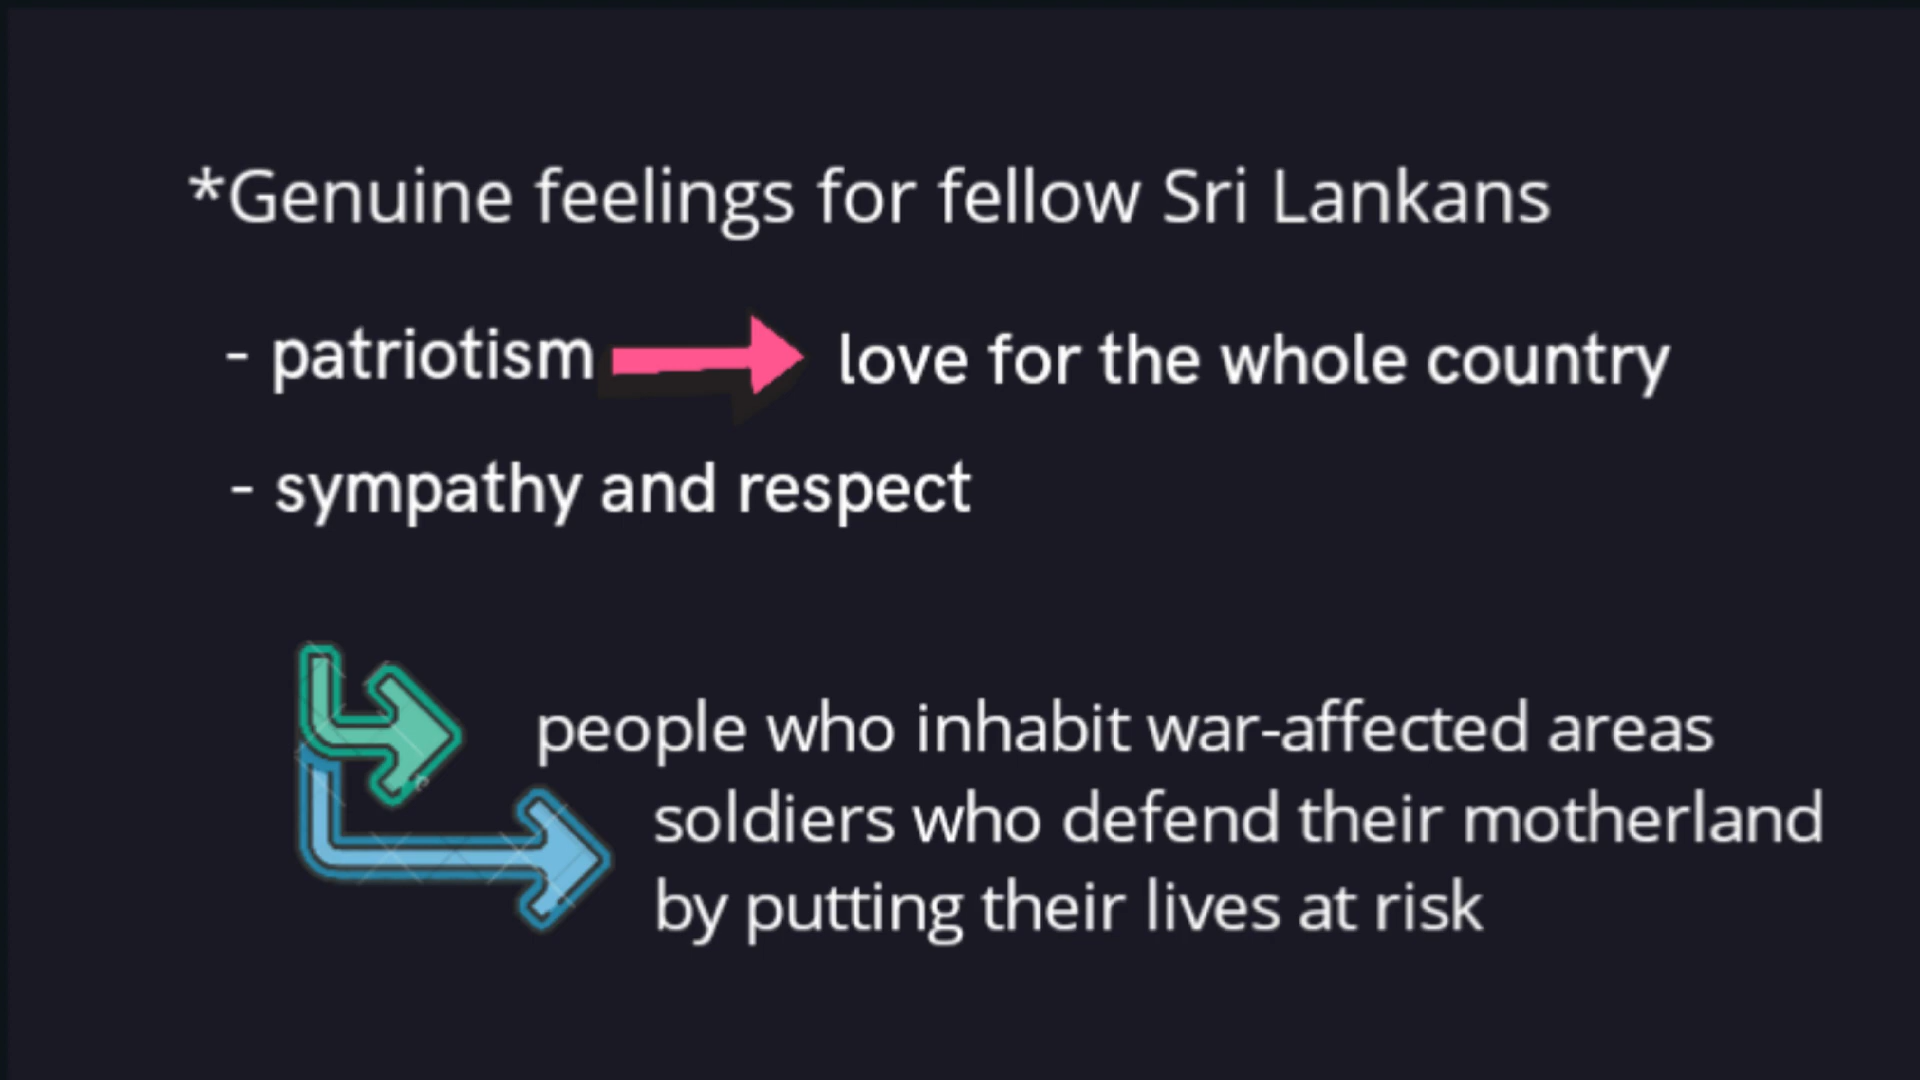 *Genuine feelings for fellow Sri Lankans
- patriotism love for the whole country
- sympathy and respect
people who inhabit war-affected areas
soldiers who defend their motherland
by putting their lives at risk